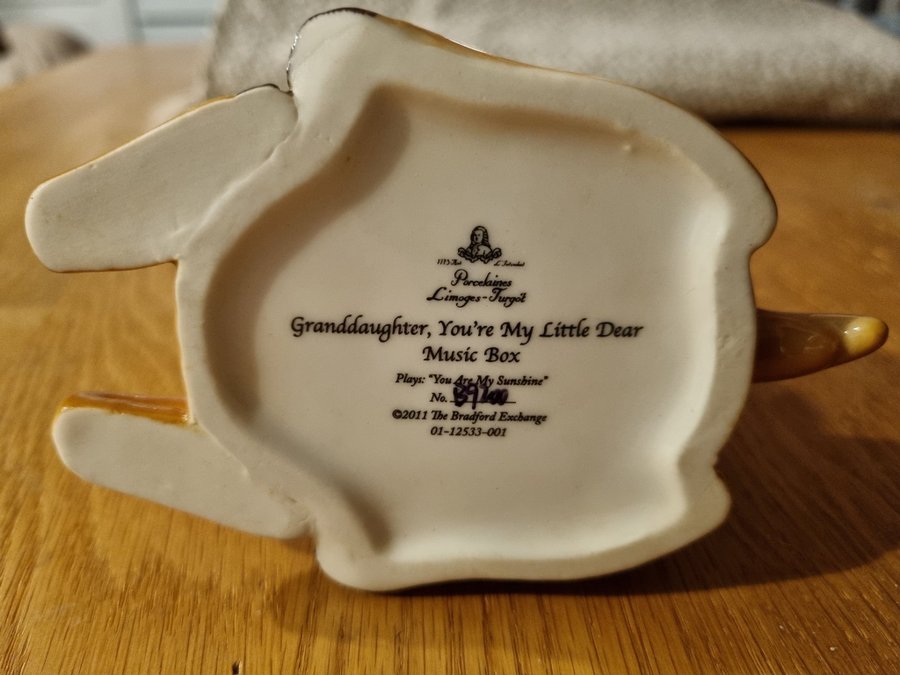 Porcelaines
Limoges-Turgot
Granddaughter, You're My Little Dear
Music Box
Plays: "You Are My Sunshine"
No.
©2011 The Bradford Exchange
01-12533-001